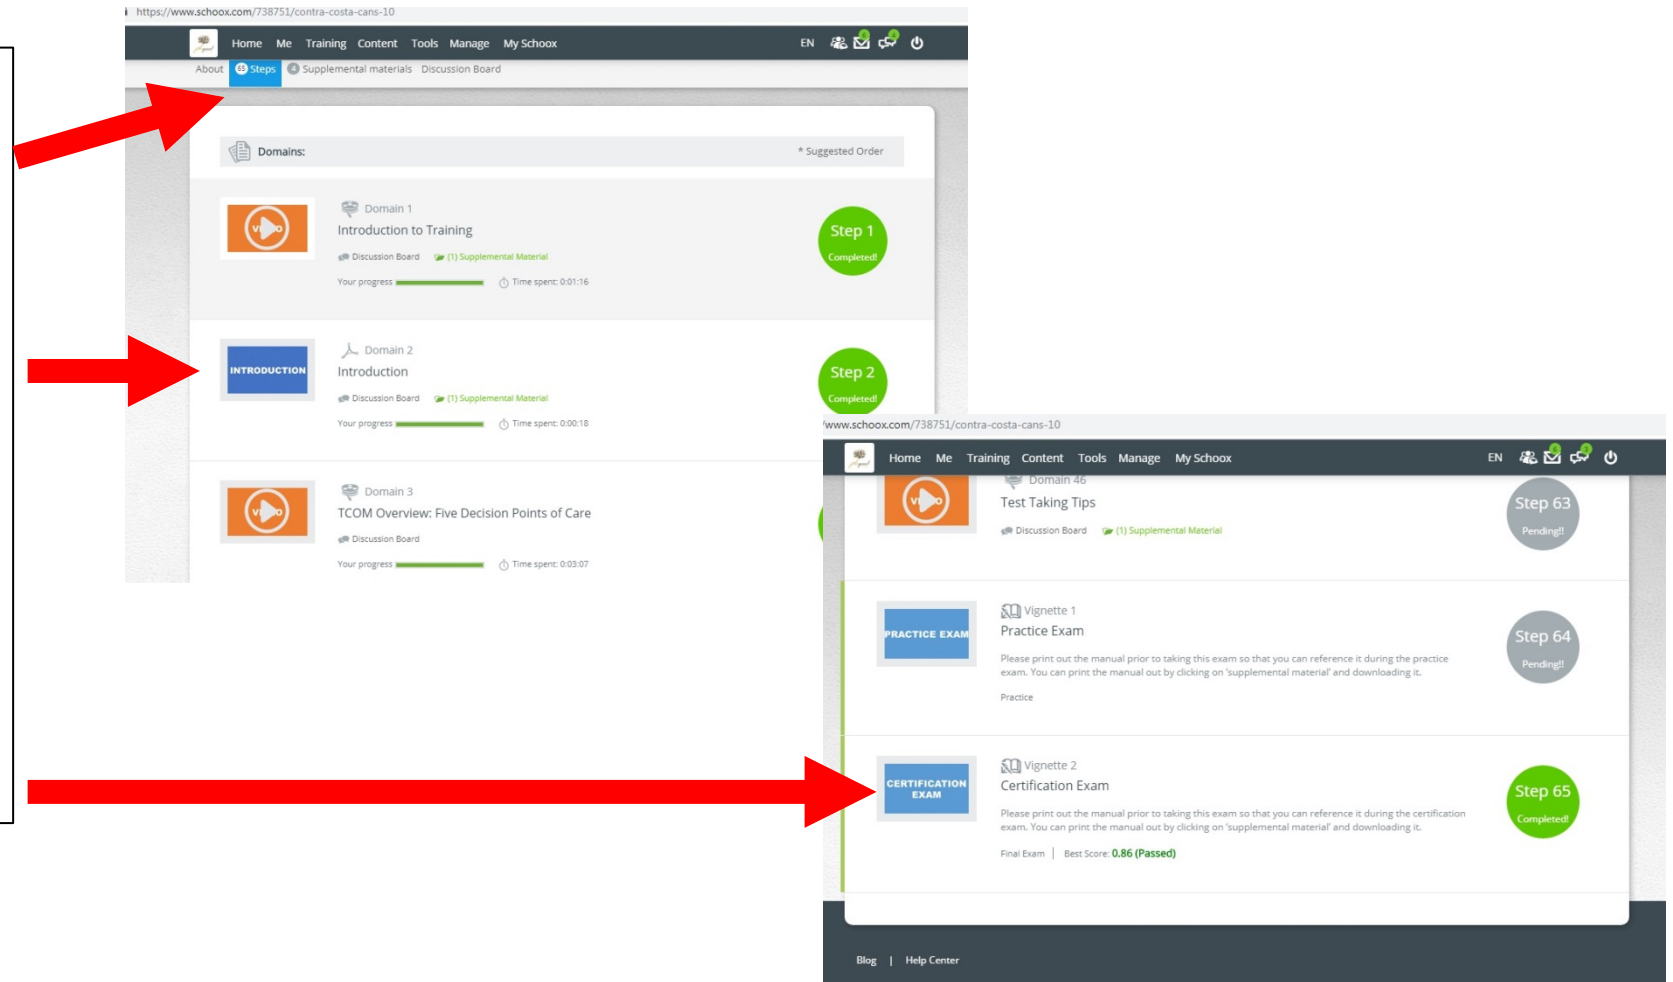 https://www.schoox.com/738751/contra-costa-cans-10
Home Me Training Content Tools Manage My Schoox EN
About 65 Steps 4 Supplemental materials Discussion Board
Domains: * Suggested Order
Domain 1
Introduction to Training
Discussion Board (1) Supplemental Material
Your progress Time spent: 0:01:16
Step 1
Completed!
INTRODUCTION
Domain 2
Introduction
Discussion Board (1) Supplemental Material
Your progress Time spent: 0:00:18
Step 2
Completed!
Domain 3
TCOM Overview: Five Decision Points of Care
Discussion Board
Your progress Time spent: 0:03:07
/www.schoox.com/738751/contra-costa-cans-10
Home Me Training Content Tools Manage My Schoox EN
Domain 46
Test Taking Tips
Discussion Board (1) Supplemental Material
Step 63
Pending!!
PRACTICE EXAM
Vignette 1
Practice Exam
Please print out the manual prior to taking this exam so that you can reference it during the practice
exam. You can print the manual out by clicking on 'supplemental material' and downloading it.
Practice
Step 64
Pending!!
CERTIFICATION
EXAM
Vignette 2
Certification Exam
Please print out the manual prior to taking this exam so that you can reference it during the certification
exam. You can print the manual out by clicking on 'supplemental material' and downloading it.
Final Exam | Best Score: 0.86 (Passed)
Step 65
Completed!
Blog | Help Center